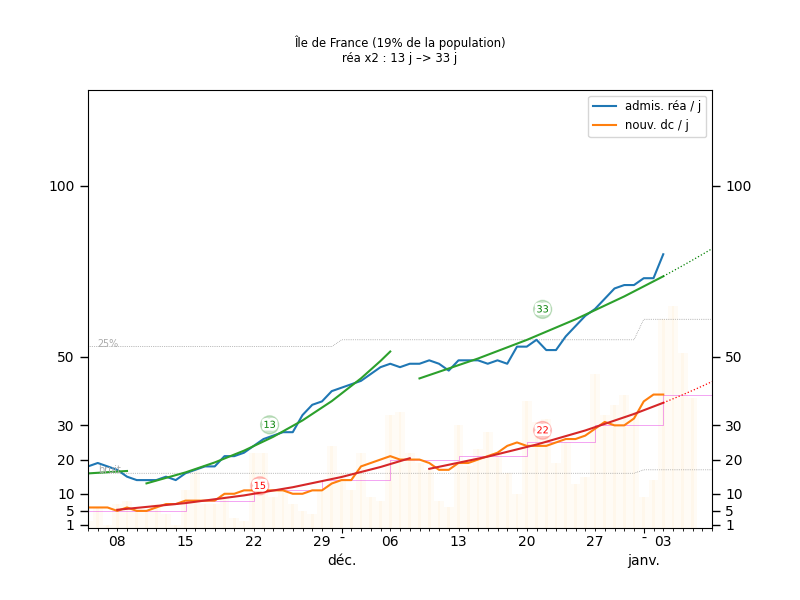 Île de France (19% de la population)
réa x2 : 13 j –> 33 j
admis. réa / j
nouv. dc / j
100 100
50 50
30 30
20 20
10 10
5 5
1 1
25%
33
13
22
15
08 15 22 29 - 06 13 20 27 - 03
déc. janv.